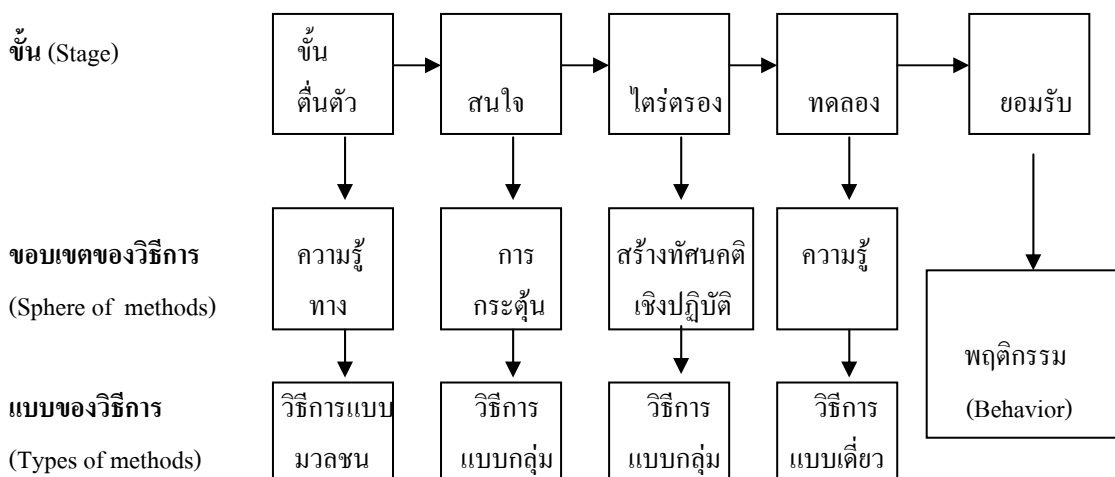 ขั้น (Stage)
ขั้น
ตื่นตัว
สนใจ
ไตร่ตรอง
ทดลอง
ยอมรับ
ขอบเขตของวิธีการ
(Sphere of methods)
ความรู้
ทาง
การ
กระตุ้น
สร้างทัศนคติ
เชิงปฏิบัติ
ความรู้
พฤติกรรม
(Behavior)
แบบของวิธีการ
(Types of methods)
วิธีการแบบ
มวลชน
วิธีการ
แบบกลุ่ม
วิธีการ
แบบกลุ่ม
วิธีการ
แบบเดี่ยว